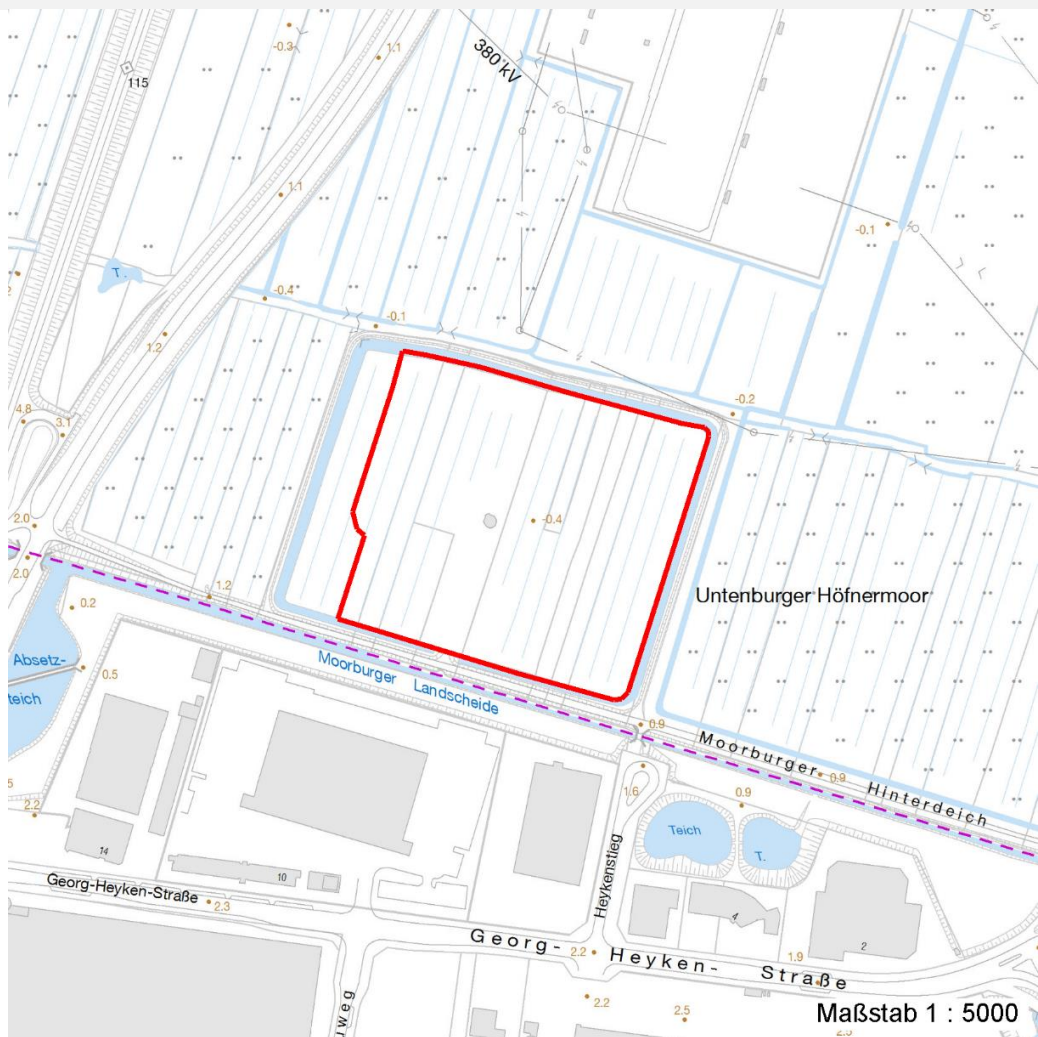 -0.3
1.1
380 kV
115
1.1
-0.1
T.
-0.4
-0.1
1.2
-0.2
4.8
3.1
2.0
-0.4
2.0
1.2
0.2
Untenburger Höfnermoor
Absetz-
teich
0.5
Moorburger Landscheide
0.9
Moorburger Hinterdeich
0.9
1.6
0.9
2.2
Teich
T.
14
10
Heykenstieg
Georg-Heyken-Straße
2.3
4
2
Georg-Heyken-Straße
2.2
1.9
2.2
2.5
Maßstab 1 : 5000